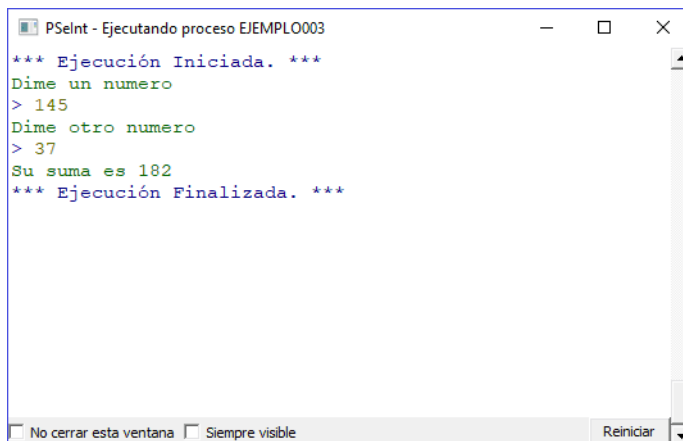 PSeInt - Ejecutando proceso EJEMPLO003
*** Ejecución Iniciada. ***
Dime un numero
> 145
Dime otro numero
> 37
Su suma es 182
*** Ejecución Finalizada. ***
No cerrar esta ventana Siempre visible Reiniciar